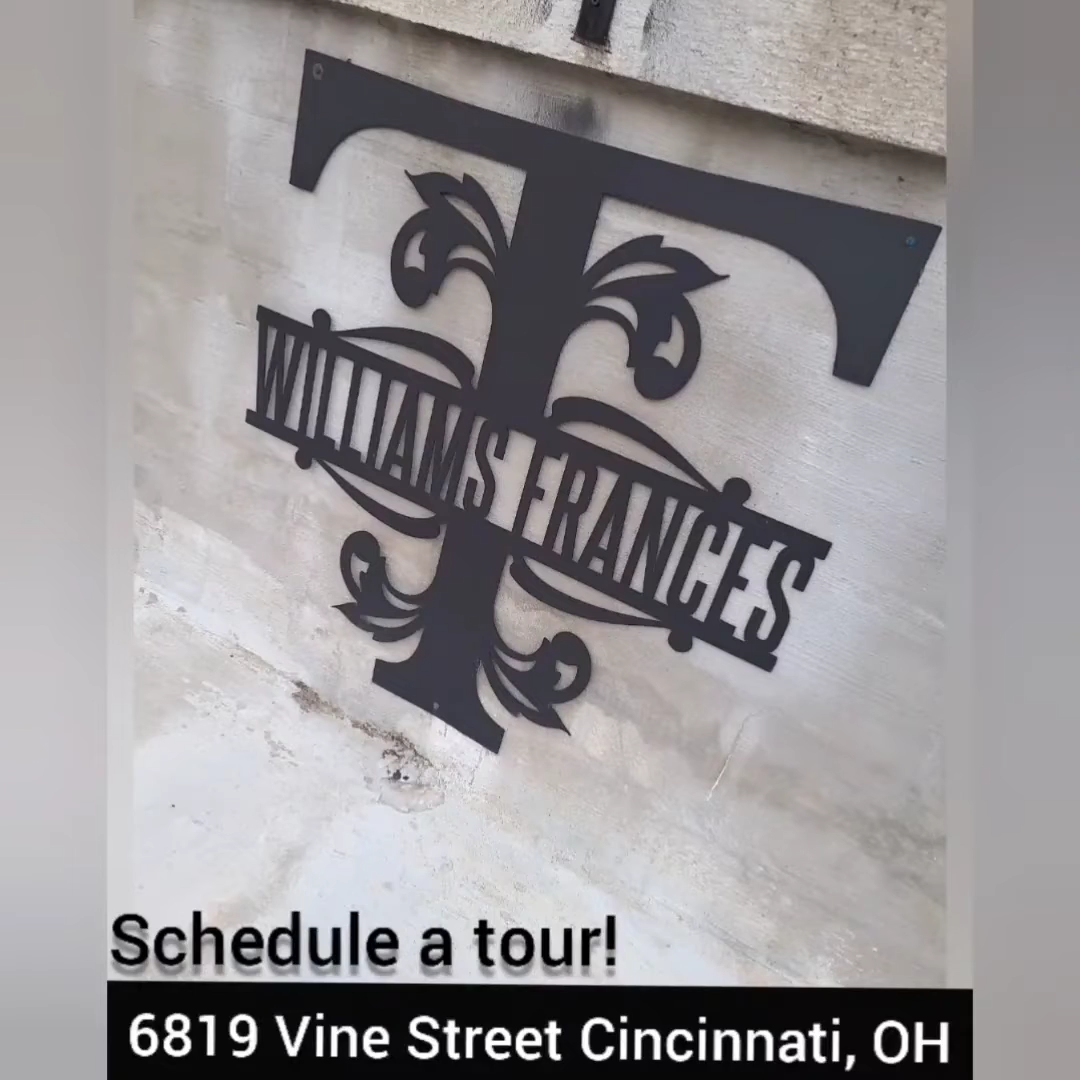 T
WILLIAMS FRANCES
Schedule a tour!
6819 Vine Street Cincinnati, OH